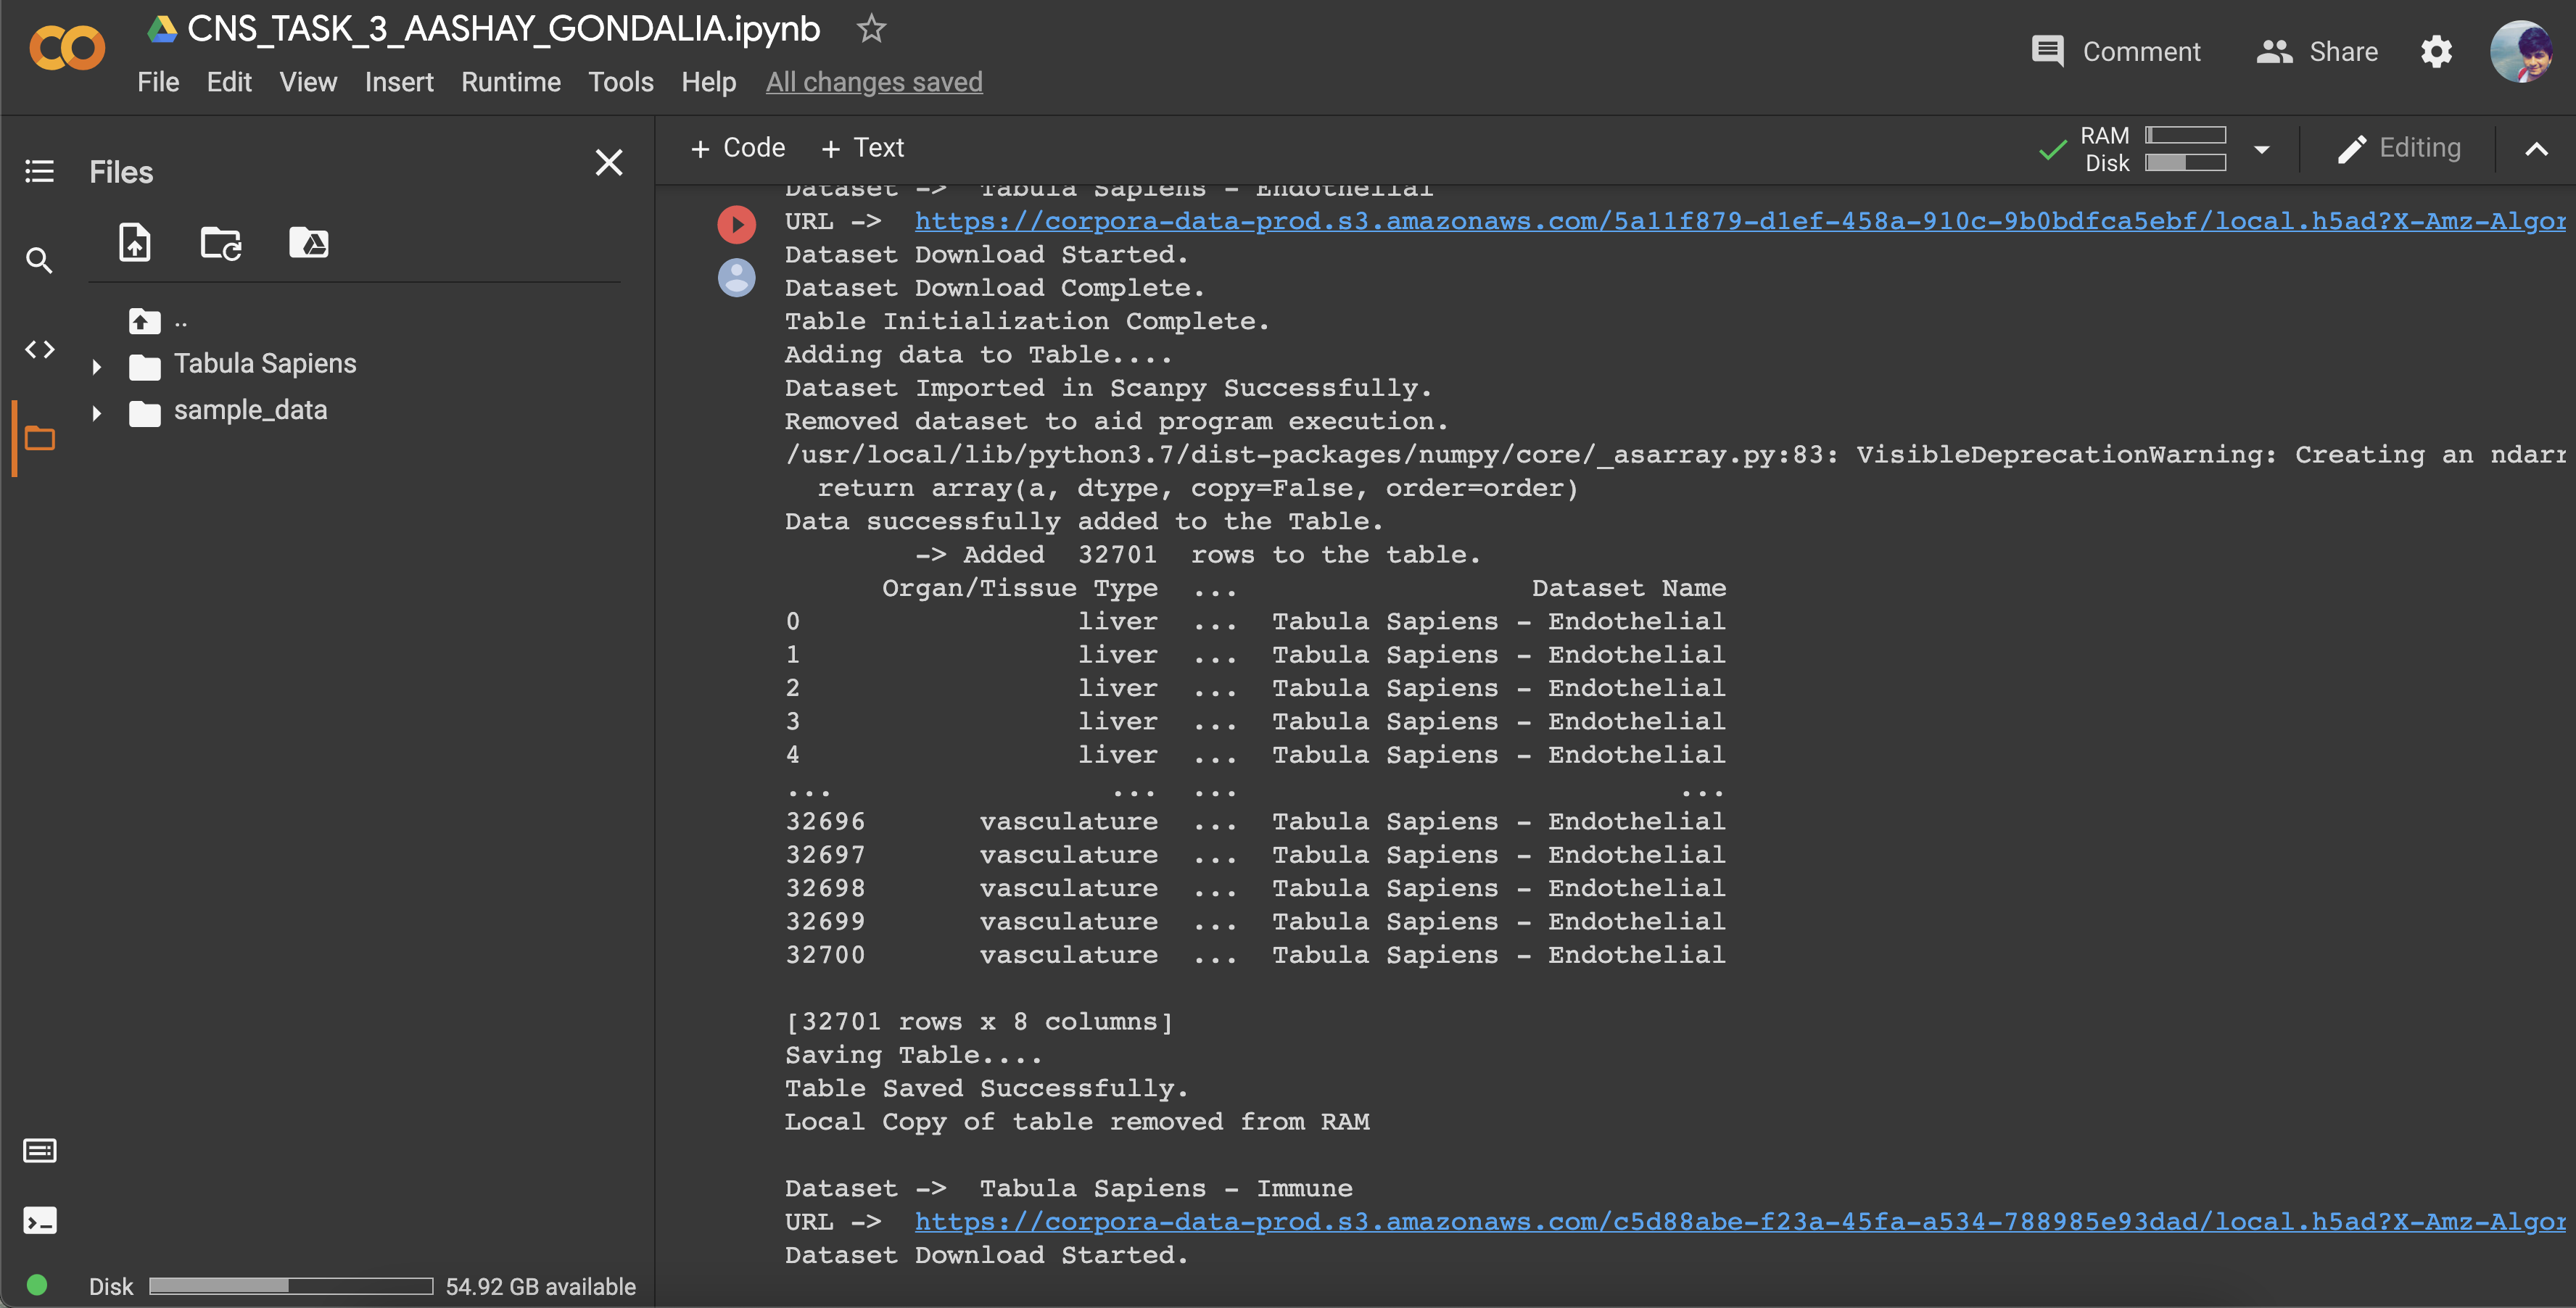 CNS_TASK_3_AASHAY_GONDALIA.ipynb
File Edit View Insert Runtime Tools Help All changes saved
Comment Share
Files
+ Code + Text
RAM
Disk
Editing
..
Tabula Sapiens
sample_data
Disk 54.92 GB available
Dataset -> Tabula Sapiens - Endothelial
URL -> https://corpora-data-prod.s3.amazonaws.com/5a11f879-d1ef-458a-910c-9b0bdfca5ebf/local.h5ad?X-Amz-Algor
Dataset Download Started.
Dataset Download Complete.
Table Initialization Complete.
Adding data to Table....
Dataset Imported in Scanpy Successfully.
Removed dataset to aid program execution.
/usr/local/lib/python3.7/dist-packages/numpy/core/_asarray.py:83: VisibleDeprecationWarning: Creating an ndarr
return array(a, dtype, copy=False, order=order)
Data successfully added to the Table.
-> Added 32701 rows to the table.
Organ/Tissue Type ... Dataset Name
0 liver ... Tabula Sapiens - Endothelial
1 liver ... Tabula Sapiens - Endothelial
2 liver ... Tabula Sapiens - Endothelial
3 liver ... Tabula Sapiens - Endothelial
4 liver ... Tabula Sapiens - Endothelial
... ... ... ...
32696 vasculature ... Tabula Sapiens - Endothelial
32697 vasculature ... Tabula Sapiens - Endothelial
32698 vasculature ... Tabula Sapiens - Endothelial
32699 vasculature ... Tabula Sapiens - Endothelial
32700 vasculature ... Tabula Sapiens - Endothelial
[32701 rows x 8 columns]
Saving Table....
Table Saved Successfully.
Local Copy of table removed from RAM
Dataset -> Tabula Sapiens - Immune
URL -> https://corpora-data-prod.s3.amazonaws.com/c5d88abe-f23a-45fa-a534-788985e93dad/local.h5ad?X-Amz-Algor
Dataset Download Started.